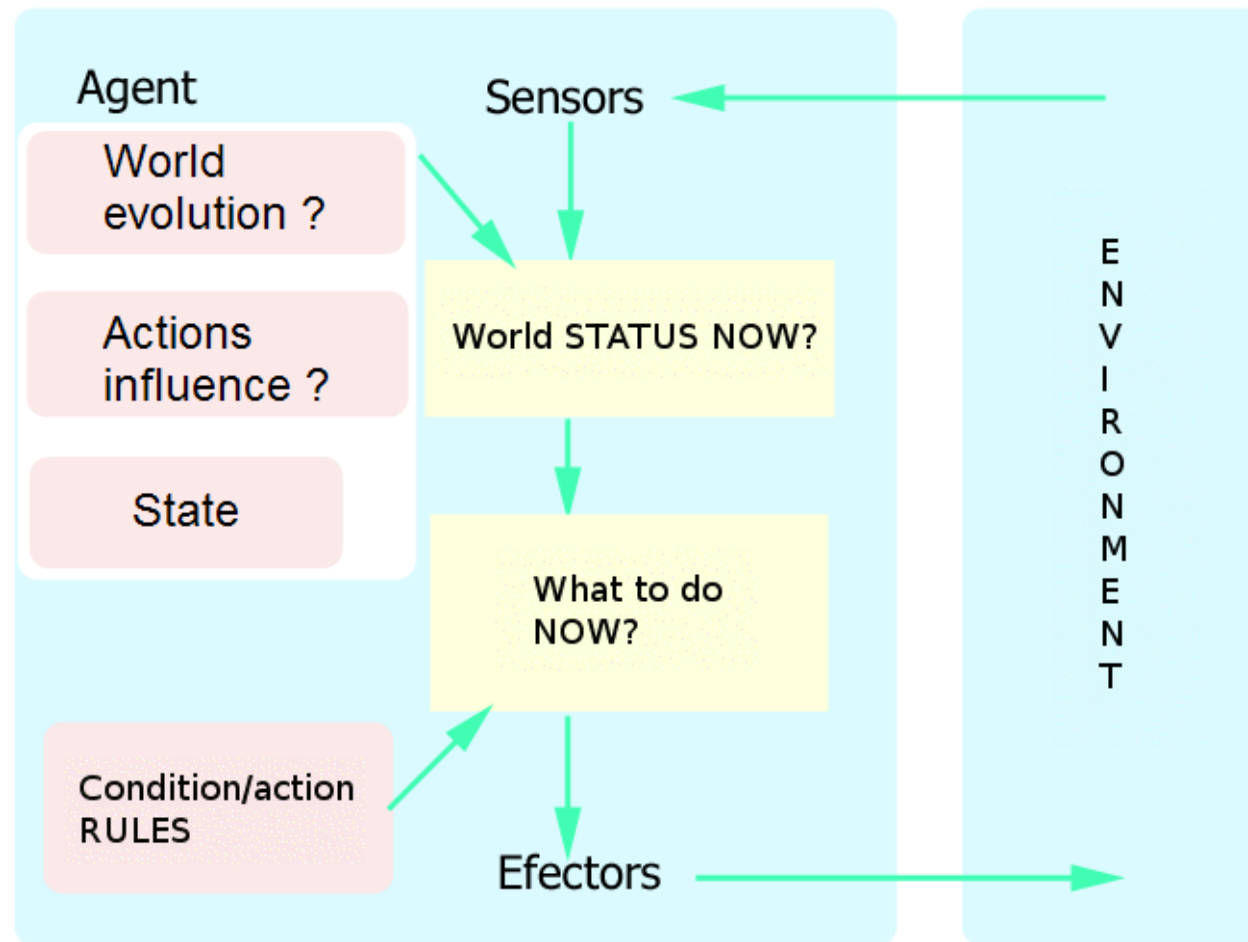 Agent
Sensors
World
evolution ?
Actions
influence ?
State
World STATUS NOW?
What to do
NOW?
Condition/action
RULES
Efectors
E
N
V
I
R
O
N
M
E
N
T